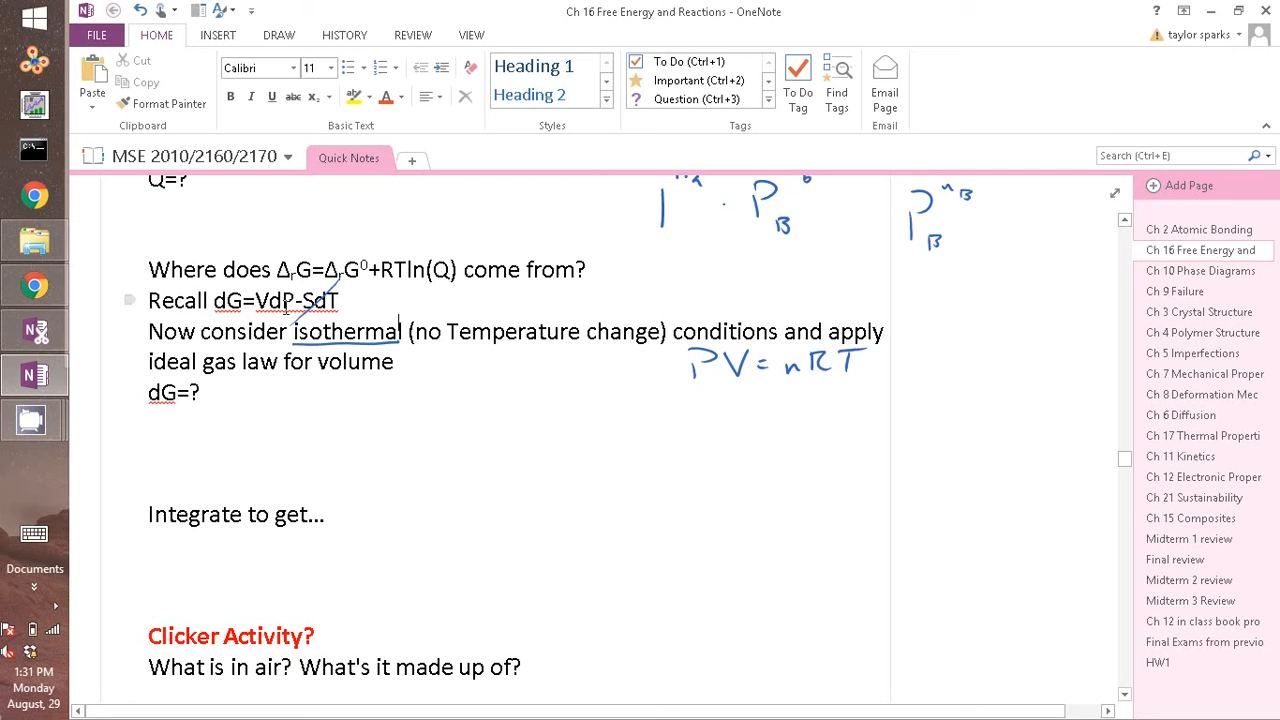 Ch 16 Free Energy and Reactions - OneNote
FILE HOME INSERT DRAW HISTORY REVIEW VIEW
taylor sparks
Paste
Cut
Copy
Format Painter
Clipboard
Calibri 11
B I U abc X₂ A
Basic Text
Heading 1
Heading 2
Styles
To Do (Ctrl+1)
Important (Ctrl+2)
Question (Ctrl+3)
Tags
To Do Tag
Find Tags
Email Page
Email
MSE 2010/2160/2170
Quick Notes
Search (Ctrl+E)
Q=?
P_B
P_B^n_B
Where does ΔᵣG=ΔᵣG⁰+RTln(Q) come from?
Recall dG=VdP-SdT
Now consider isothermal (no Temperature change) conditions and apply
ideal gas law for volume
PV=nRT
dG=?
Integrate to get...
Clicker Activity?
What is in air? What's it made up of?
Add Page
Ch 2 Atomic Bonding
Ch 16 Free Energy and
Ch 10 Phase Diagrams
Ch 9 Failure
Ch 3 Crystal Structure
Ch 4 Polymer Structure
Ch 5 Imperfections
Ch 7 Mechanical Proper
Ch 8 Deformation Mec
Ch 6 Diffusion
Ch 17 Thermal Properti
Ch 11 Kinetics
Ch 12 Electronic Proper
Ch 21 Sustainability
Ch 15 Composites
Midterm 1 review
Final review
Midterm 2 review
Midterm 3 Review
Ch 12 in class book pro
Final Exams from previo
HW1
Documents
1:31 PM
Monday
August, 29